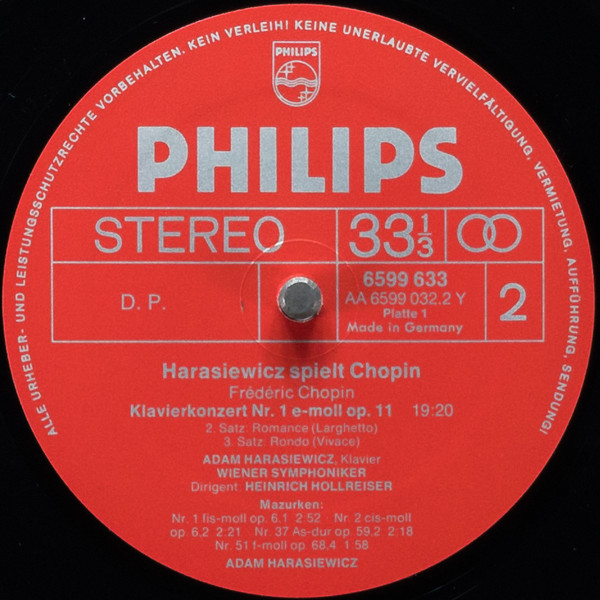 ALLE URHEBER- UND LEISTUNGSSCHUTZRECHTE VORBEHALTEN. KEIN VERLEIH! KEINE UNERLAUBTE VERVIELFÄLTIGUNG, VERMIETUNG, AUFFÜHRUNG, SENDUNG!
PHILIPS
PHILIPS
STEREO 33 1/3
6599 633
AA 6599 032.2 Y
D. P. Platte 1 2
Made in Germany
Harasiewicz spielt Chopin
Frédéric Chopin
Klavierkonzert Nr. 1 e-moll op. 11 19:20
2. Satz: Romance (Larghetto)
3. Satz: Rondo (Vivace)
ADAM HARASIEWICZ, Klavier
WIENER SYMPHONIKER
Dirigent: HEINRICH HOLLREISER
Mazurken:
Nr. 1 fis-moll op. 6.1 2:52 · Nr. 2 cis-moll
op. 6.2 2:21 · Nr. 37 As-dur op. 59.2 2:18
Nr. 51 f-moll op. 68.4 1:58
ADAM HARASIEWICZ